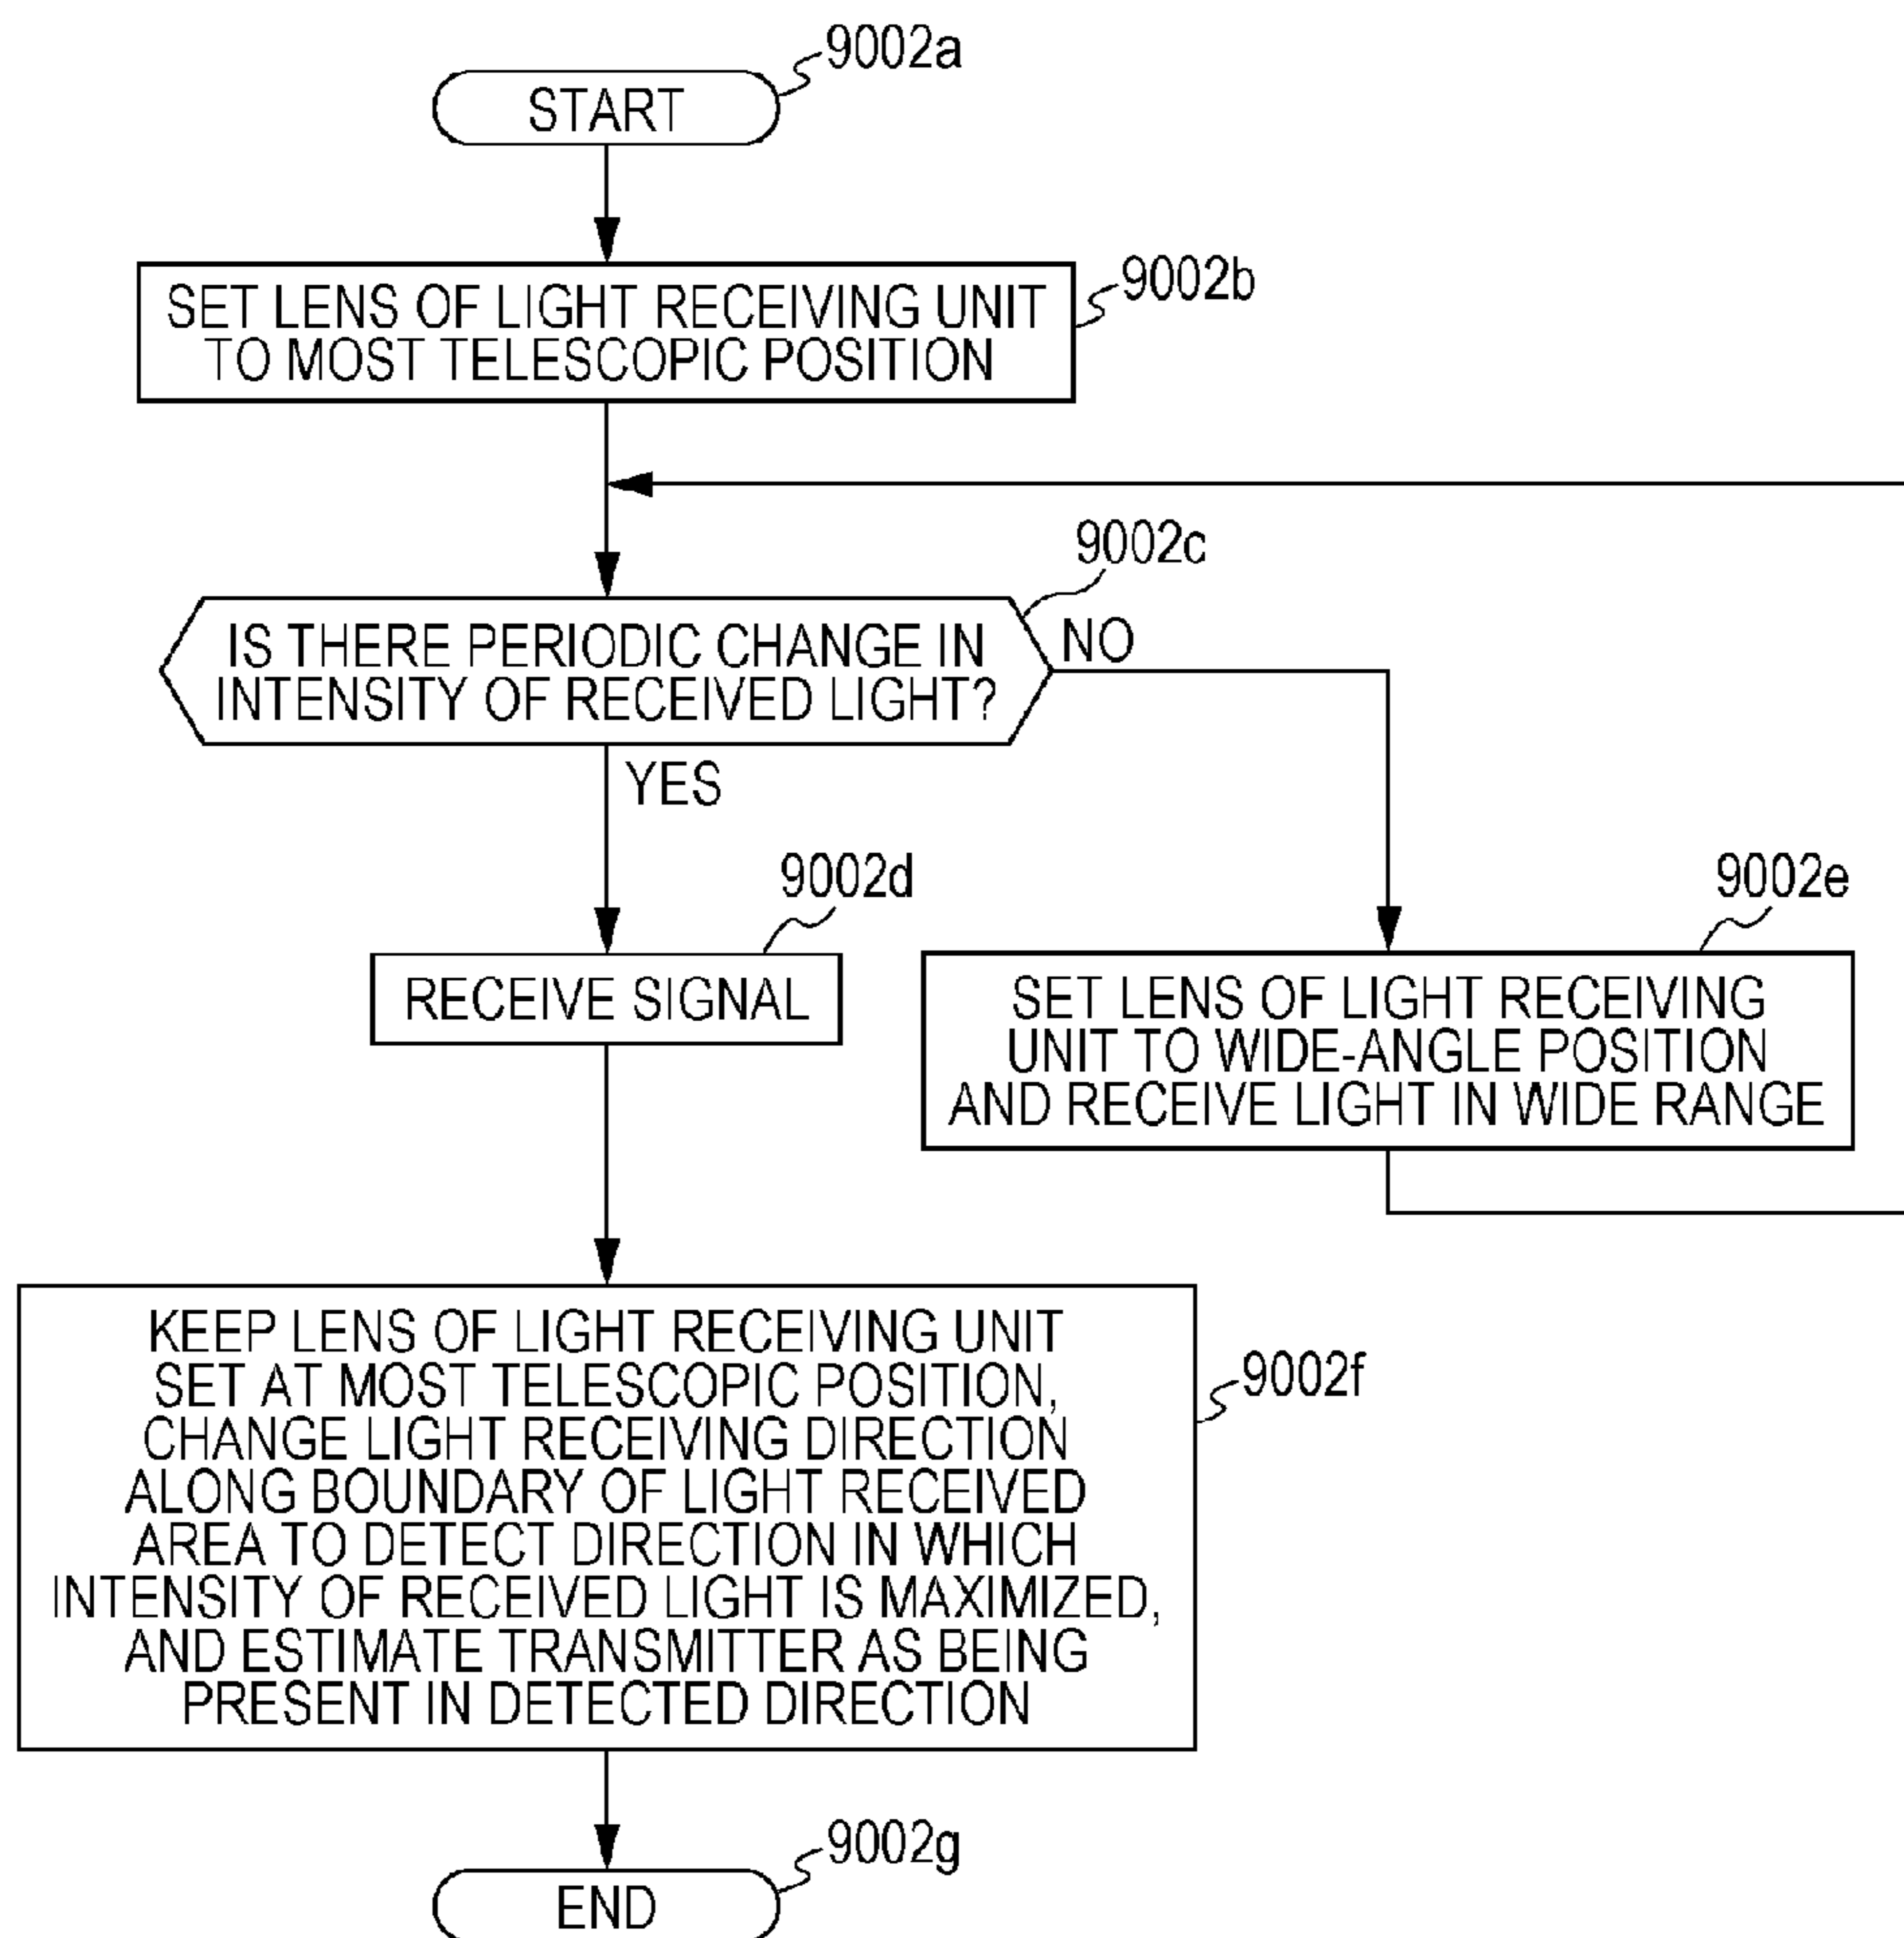 9002a
START
9002b
SET LENS OF LIGHT RECEIVING UNIT
TO MOST TELESCOPIC POSITION
9002c
IS THERE PERIODIC CHANGE IN
INTENSITY OF RECEIVED LIGHT?
NO
YES
9002d
RECEIVE SIGNAL
9002e
SET LENS OF LIGHT RECEIVING
UNIT TO WIDE-ANGLE POSITION
AND RECEIVE LIGHT IN WIDE RANGE
KEEP LENS OF LIGHT RECEIVING UNIT
SET AT MOST TELESCOPIC POSITION,
CHANGE LIGHT RECEIVING DIRECTION
ALONG BOUNDARY OF LIGHT RECEIVED
AREA TO DETECT DIRECTION IN WHICH
INTENSITY OF RECEIVED LIGHT IS MAXIMIZED,
AND ESTIMATE TRANSMITTER AS BEING
PRESENT IN DETECTED DIRECTION
9002f
9002g
END